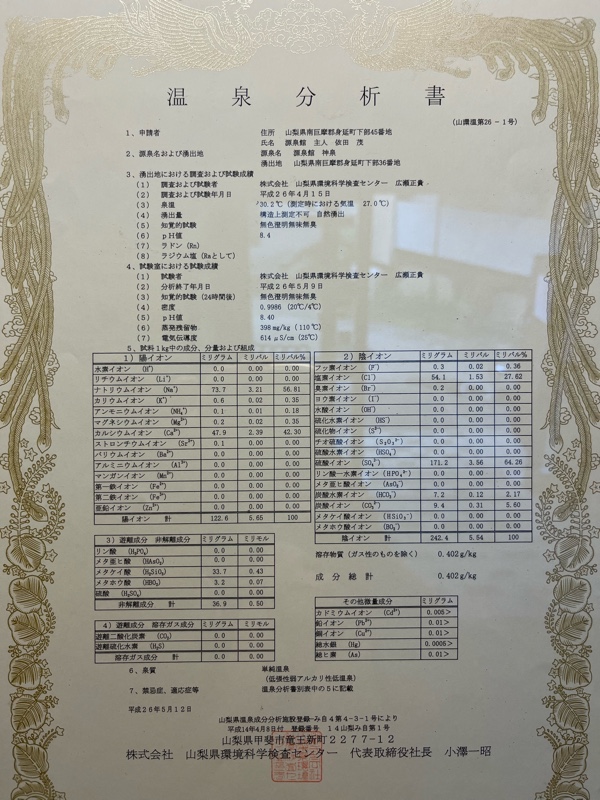 温泉分析書
(山環温第26-1号)
1、申請者 住所 山梨県南巨摩郡身延町下部45番地
氏名 源泉館 主人 依田 茂
2、源泉名および湧出地 源泉名 源泉館 神泉
湧出地 山梨県南巨摩郡身延町下部36番地
3、湧出地における調査および試験成績
(1) 調査および試験者 株式会社 山梨県環境科学検査センター 広瀬正貴
(2) 調査および試験年月日 平成26年4月15日
(3) 泉温 30.2℃ (測定時における気温 27.0℃)
(4) 湧出量 構造上測定不可 自然湧出
(5) 知覚的試験 無色澄明無味無臭
(6) pH値 8.4
(7) ラドン(Rn)
(8) ラジウム塩(Raとして)
4、試験室における試験成績
(1) 試験者 株式会社 山梨県環境科学検査センター 広瀬正貴
(2) 分析終了年月日 平成26年5月9日
(3) 知覚的試験(24時間後) 無色澄明無味無臭
(4) 密度 0.9986 (20℃/4℃)
(5) pH値 8.40
(6) 蒸発残留物 398mg/kg (110℃)
(7) 電気伝導度 614 μS/cm (25℃)
5、試料1kg中の成分、分量および組成
1) 陽イオン ミリグラム ミリバル ミリバル%
水素イオン (H⁺) 0.0 0.00 0.00
リチウムイオン (Li⁺) 0.0 0.00 0.00
ナトリウムイオン (Na⁺) 73.7 3.21 56.81
カリウムイオン (K⁺) 0.6 0.02 0.35
アンモニウムイオン (NH₄⁺) 0.1 0.01 0.18
マグネシウムイオン (Mg²⁺) 0.2 0.02 0.35
カルシウムイオン (Ca²⁺) 47.9 2.39 42.30
ストロンチウムイオン (Sr²⁺) 0.1 0.00 0.00
バリウムイオン (Ba²⁺) 0.0 0.00 0.00
アルミニウムイオン (Al³⁺) 0.0 0.00 0.00
マンガンイオン (Mn²⁺) 0.0 0.00 0.00
第一鉄イオン (Fe²⁺) 0.0 0.00 0.00
第二鉄イオン (Fe³⁺) 0.0 0.00 0.00
亜鉛イオン (Zn²⁺) 0.0 0.00 0.00
陽イオン 計 122.6 5.65 100
2) 陰イオン ミリグラム ミリバル ミリバル%
フッ素イオン (F⁻) 0.3 0.02 0.36
塩素イオン (Cl⁻) 54.1 1.53 27.62
臭素イオン (Br⁻) 0.2 0.00 0.00
ヨウ素イオン (I⁻) 0.0 0.00 0.00
水酸イオン (OH⁻) 0.0 0.00 0.00
硫化水素イオン (HS⁻) 0.0 0.00 0.00
硫化物イオン (S²⁻) 0.0 0.00 0.00
チオ硫酸イオン (S₂O₃²⁻) 0.0 0.00 0.00
硫酸水素イオン (HSO₄⁻) 0.0 0.00 0.00
硫酸イオン (SO₄²⁻) 171.2 3.56 64.26
リン酸一水素イオン(HPO₄²⁻) 0.0 0.00 0.00
メタ亜ヒ酸イオン (AsO₂⁻) 0.0 0.00 0.00
炭酸水素イオン (HCO₃⁻) 7.2 0.12 2.17
炭酸イオン (CO₃²⁻) 9.4 0.31 5.60
メタケイ酸イオン (HSiO₃⁻) 0.0 0.00 0.00
メタホウ酸イオン (BO₂⁻) 0.0 0.00 0.00
陰イオン 計 242.4 5.54 100
3) 遊離成分 非解離成分 ミリグラム ミリモル
リン酸 (H₃PO₄) 0.0 0.00
メタ亜ヒ酸 (HAsO₂) 0.0 0.00
メタケイ酸 (H₂SiO₃) 33.7 0.43
メタホウ酸 (HBO₂) 3.2 0.07
硫酸 (H₂SO₄) 0.0 0.00
非解離成分 計 36.9 0.50
4) 遊離成分 溶存ガス成分 ミリグラム ミリモル
遊離二酸化炭素 (CO₂) 0.0 0.00
遊離硫化水素 (H₂S) 0.0 0.00
溶存ガス成分 計 0.0 0.00
溶存物質(ガス性のものを除く) 0.402g/kg
成分総計 0.402g/kg
その他微量成分 ミリグラム
カドミウムイオン (Cd²⁺) 0.005>
鉛イオン (Pb²⁺) 0.01>
銅イオン (Cu²⁺) 0.01>
総水銀 (Hg) 0.0005>
総ヒ素 (As) 0.01>
6、泉質 単純温泉
(低張性弱アルカリ性低温泉)
7、禁忌症、適応症等 温泉分析書別表中の5に記載
平成26年5月12日
山梨県温泉成分分析施設登録-み自4第4-3-1号により
平成14年4月8日付 登録番号 14山梨み自第1号
山梨県甲斐市竜王新町2277-12
株式会社 山梨県環境科学検査センター 代表取締役社長 小澤一昭